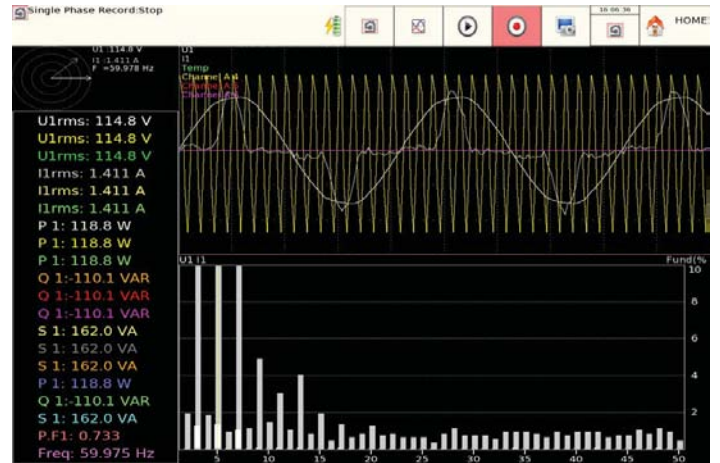 Single Phase Record:Stop
16 06 36
HOME
U1 :114.8 V
I1 :1.411 A
F =59.978 Hz
U1
I1
Temp
Channel A 4
U1rms: 114.8 V
U1rms: 114.8 V
U1rms: 114.8 V
I1rms: 1.411 A
I1rms: 1.411 A
I1rms: 1.411 A
P 1: 118.8 W
P 1: 118.8 W
P 1: 118.8 W
Q 1:-110.1 VAR
Q 1:-110.1 VAR
Q 1:-110.1 VAR
S 1: 162.0 VA
S 1: 162.0 VA
S 1: 162.0 VA
P 1: 118.8 W
Q 1:-110.1 VAR
S 1: 162.0 VA
P.F1: 0.733
Freq: 59.975 Hz
U1 I1
Fund(%
10
8
6
4
2
5 10 15 20 25 30 35 40 45 50